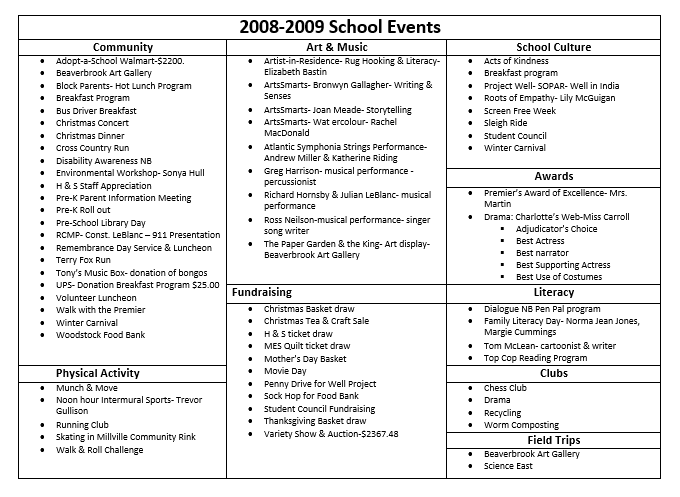 2008-2009 School Events
Community
Adopt-a-School Walmart-$2200.
Beaverbrook Art Gallery
Block Parents- Hot Lunch Program
Breakfast Program
Bus Driver Breakfast
Christmas Concert
Christmas Dinner
Cross Country Run
Disability Awareness NB
Environmental Workshop- Sonya Hull
H & S Staff Appreciation
Pre-K Parent Information Meeting
Pre-K Roll out
Pre-School Library Day
RCMP- Const. LeBlanc – 911 Presentation
Remembrance Day Service & Luncheon
Terry Fox Run
Tony's Music Box- donation of bongos
UPS- Donation Breakfast Program $25.00
Volunteer Luncheon
Walk with the Premier
Winter Carnival
Woodstock Food Bank
Physical Activity
Munch & Move
Noon hour Intermural Sports- Trevor
Gullison
Running Club
Skating in Millville Community Rink
Walk & Roll Challenge
Art & Music
Artist-in-Residence- Rug Hooking & Literacy-
Elizabeth Bastin
ArtsSmarts- Bronwyn Gallagher- Writing &
Senses
ArtsSmarts- Joan Meade- Storytelling
ArtsSmarts- Wat ercolour- Rachel
MacDonald
Atlantic Symphonia Strings Performance-
Andrew Miller & Katherine Riding
Greg Harrison- musical performance -
percussionist
Richard Hornsby & Julian LeBlanc- musical
performance
Ross Neilson-musical performance- singer
song writer
The Paper Garden & the King- Art display-
Beaverbrook Art Gallery
Fundraising
Christmas Basket draw
Christmas Tea & Craft Sale
H & S ticket draw
MES Quilt ticket draw
Mother's Day Basket
Movie Day
Penny Drive for Well Project
Sock Hop for Food Bank
Student Council Fundraising
Thanksgiving Basket draw
Variety Show & Auction-$2367.48
School Culture
Acts of Kindness
Breakfast program
Project Well- SOPAR- Well in India
Roots of Empathy- Lily McGuigan
Screen Free Week
Sleigh Ride
Student Council
Winter Carnival
Awards
Premier's Award of Excellence- Mrs.
Martin
Drama: Charlotte's Web-Miss Carroll
Adjudicator's Choice
Best Actress
Best narrator
Best Supporting Actress
Best Use of Costumes
Literacy
Dialogue NB Pen Pal program
Family Literacy Day- Norma Jean Jones,
Margie Cummings
Tom McLean- cartoonist & writer
Top Cop Reading Program
Clubs
Chess Club
Drama
Recycling
Worm Composting
Field Trips
Beaverbrook Art Gallery
Science East